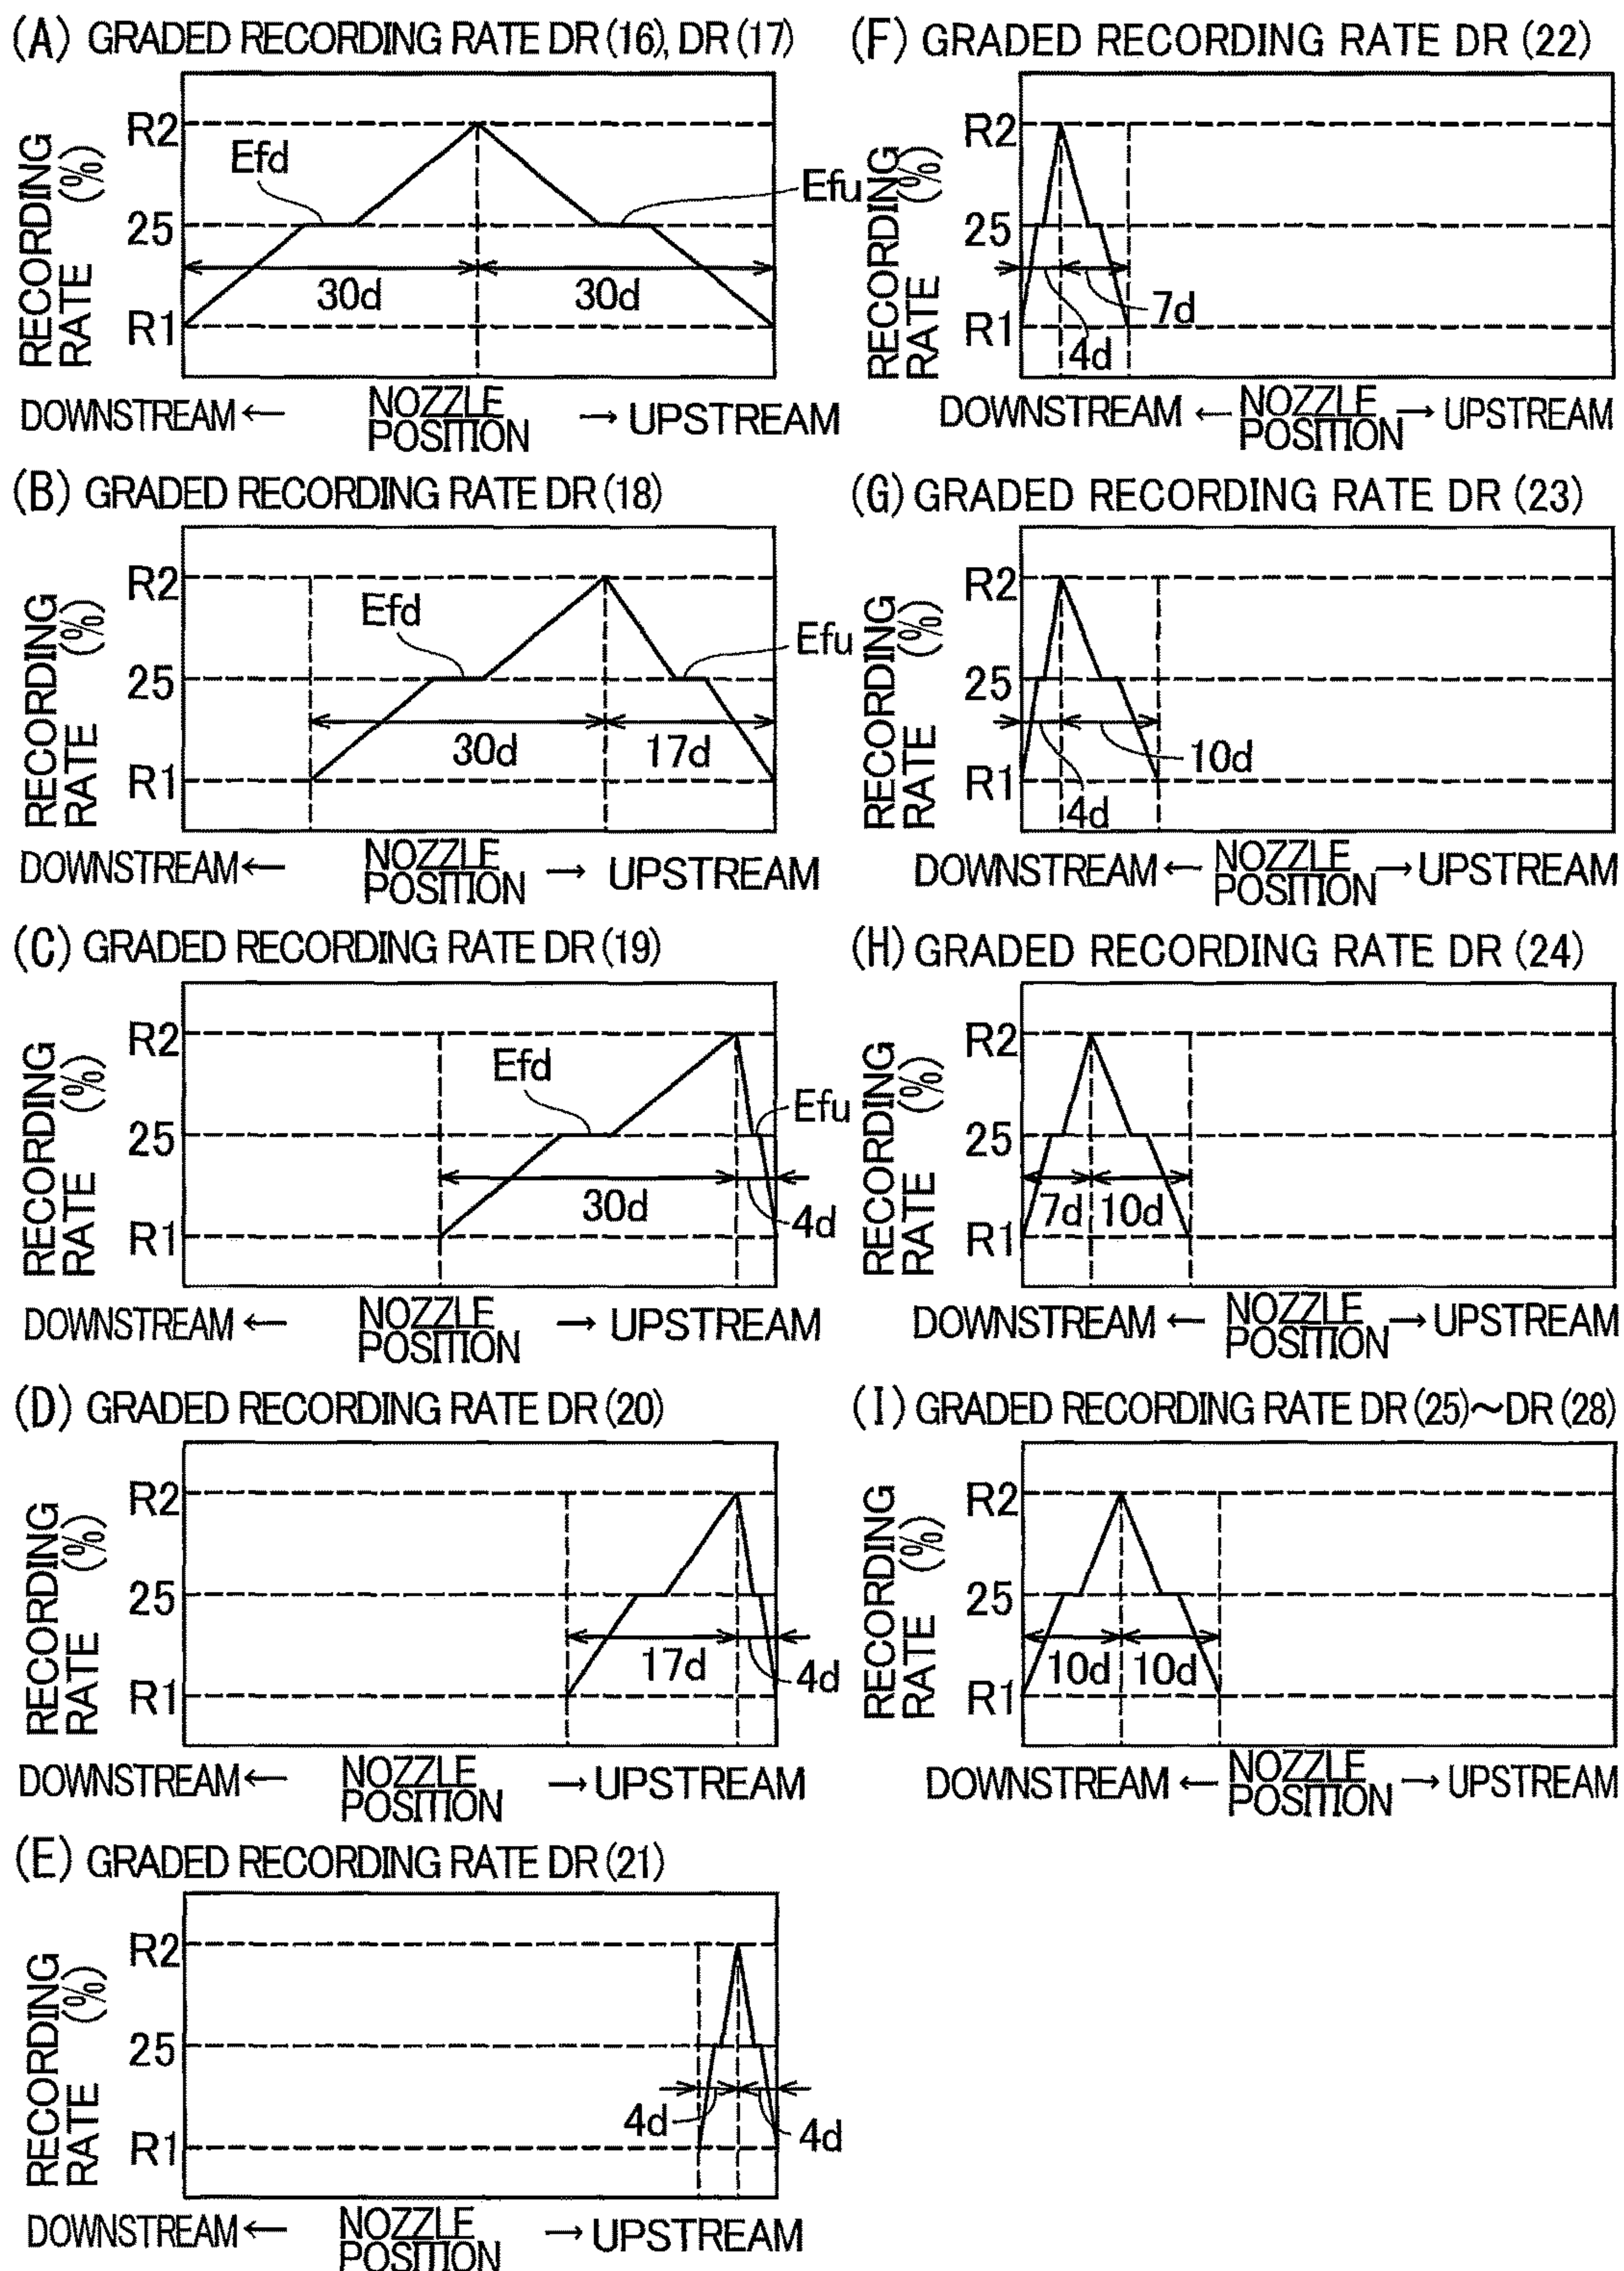 (A) GRADED RECORDING RATE DR (16), DR (17)
RECORDING RATE (%)
R2
25
R1
Efd
Efu
30d
30d
DOWNSTREAM ← NOZZLE POSITION → UPSTREAM
(B) GRADED RECORDING RATE DR (18)
RECORDING RATE (%)
R2
25
R1
Efd
Efu
30d
17d
DOWNSTREAM ← NOZZLE POSITION → UPSTREAM
(C) GRADED RECORDING RATE DR (19)
RECORDING RATE (%)
R2
25
R1
Efd
Efu
30d
4d
DOWNSTREAM ← NOZZLE POSITION → UPSTREAM
(D) GRADED RECORDING RATE DR (20)
RECORDING RATE (%)
R2
25
R1
17d
4d
DOWNSTREAM ← NOZZLE POSITION → UPSTREAM
(E) GRADED RECORDING RATE DR (21)
RECORDING RATE (%)
R2
25
R1
4d
4d
DOWNSTREAM ← NOZZLE POSITION → UPSTREAM
(F) GRADED RECORDING RATE DR (22)
RECORDING RATE (%)
R2
25
R1
7d
4d
DOWNSTREAM ← NOZZLE POSITION → UPSTREAM
(G) GRADED RECORDING RATE DR (23)
RECORDING RATE (%)
R2
25
R1
10d
4d
DOWNSTREAM ← NOZZLE POSITION → UPSTREAM
(H) GRADED RECORDING RATE DR (24)
RECORDING RATE (%)
R2
25
R1
7d
10d
DOWNSTREAM ← NOZZLE POSITION → UPSTREAM
(I) GRADED RECORDING RATE DR (25)~DR (28)
RECORDING RATE (%)
R2
25
R1
10d
10d
DOWNSTREAM ← NOZZLE POSITION → UPSTREAM